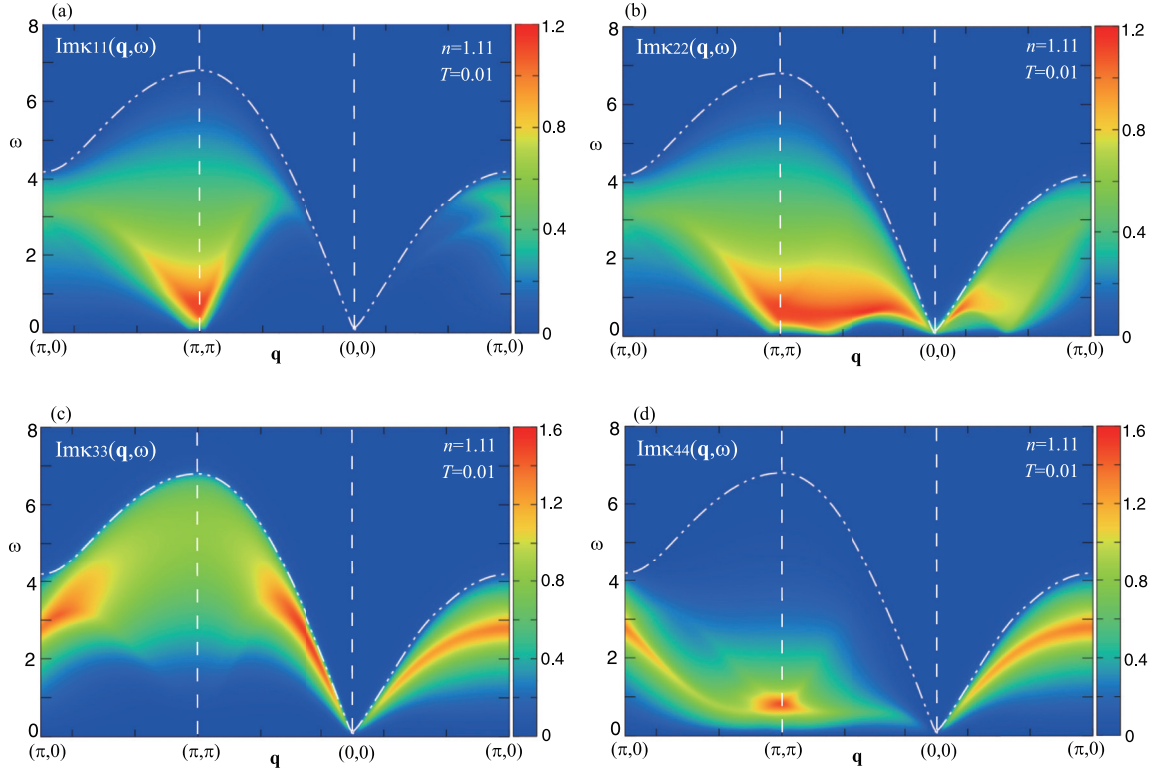 (a)
8
6
4
2
0
ω
Imκ11(q,ω)
n=1.11
T=0.01
1.2
0.8
0.4
0
(π,0)
(π,π)
q
(0,0)
(π,0)
(b)
8
6
4
2
0
ω
Imκ22(q,ω)
n=1.11
T=0.01
1.2
0.8
0.4
0
(π,0)
(π,π)
q
(0,0)
(π,0)
(c)
8
6
4
2
0
ω
Imκ33(q,ω)
n=1.11
T=0.01
1.6
1.2
0.8
0.4
0
(π,0)
(π,π)
q
(0,0)
(π,0)
(d)
8
6
4
2
0
ω
Imκ44(q,ω)
n=1.11
T=0.01
1.6
1.2
0.8
0.4
0
(π,0)
(π,π)
q
(0,0)
(π,0)